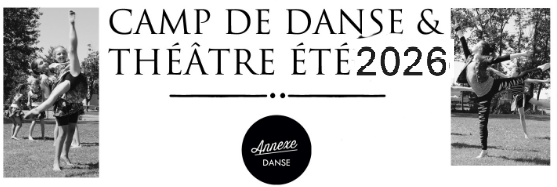 CAMP DE DANSE &
THÉÂTRE ÉTÉ 2026
Annexe
DANSE